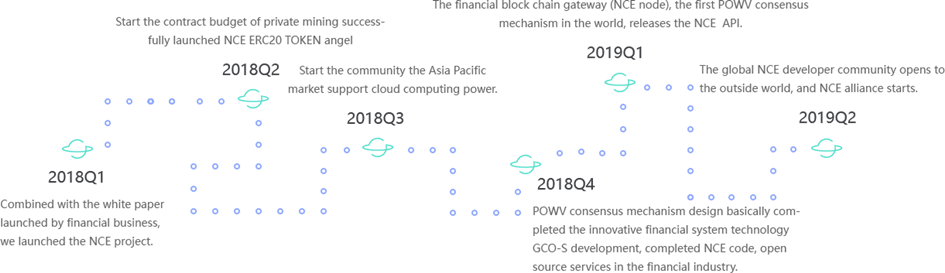 The financial block chain gateway (NCE node), the first POWV consensus
mechanism in the world, releases the NCE API.
Start the contract budget of private mining success-
fully launched NCE ERC20 TOKEN angel
2018Q2
Start the community the Asia Pacific
market support cloud computing power.
2018Q3
2019Q1
The global NCE developer community opens to
the outside world, and NCE alliance starts.
2019Q2
2018Q1
Combined with the white paper
launched by financial business,
we launched the NCE project.
2018Q4
POWV consensus mechanism design basically com-
pleted the innovative financial system technology
GCO-S development, completed NCE code, open
source services in the financial industry.